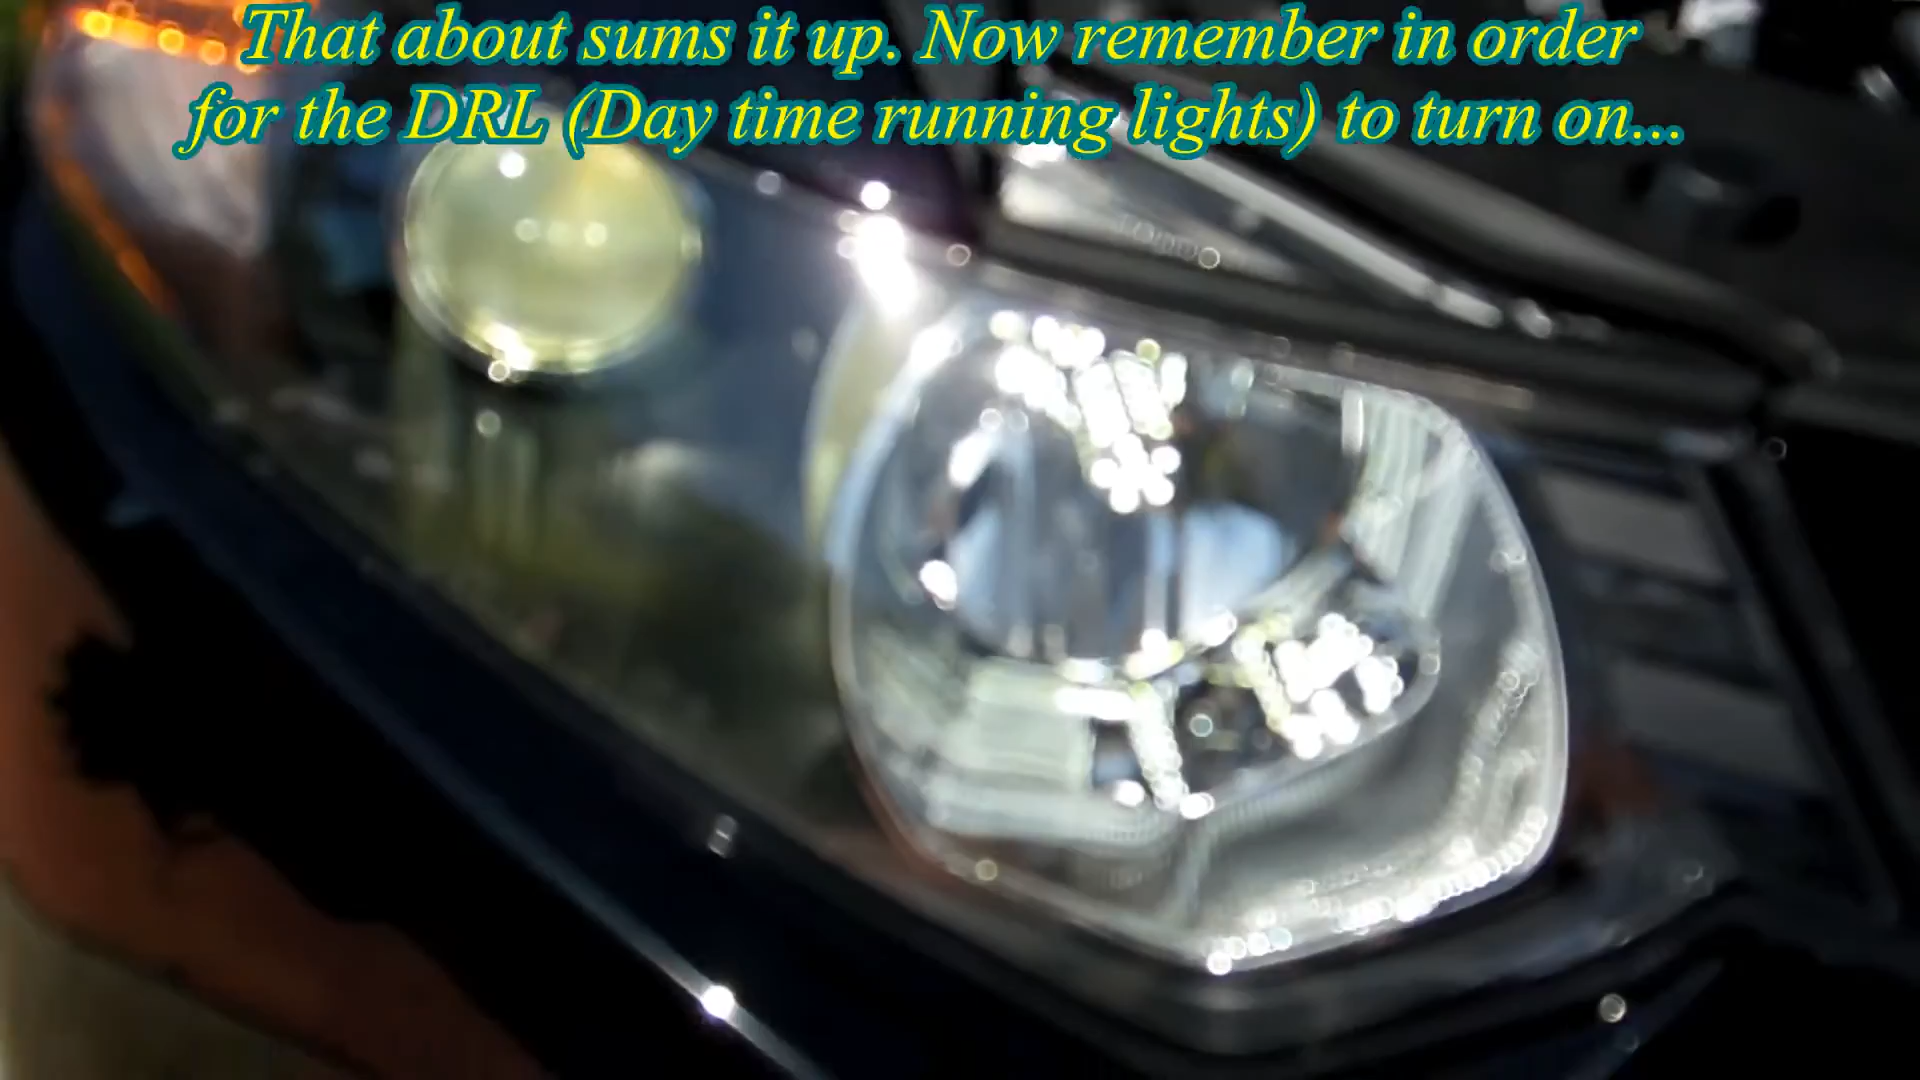 That about sums it up. Now remember in order
for the DRL (Day time running lights) to turn on...